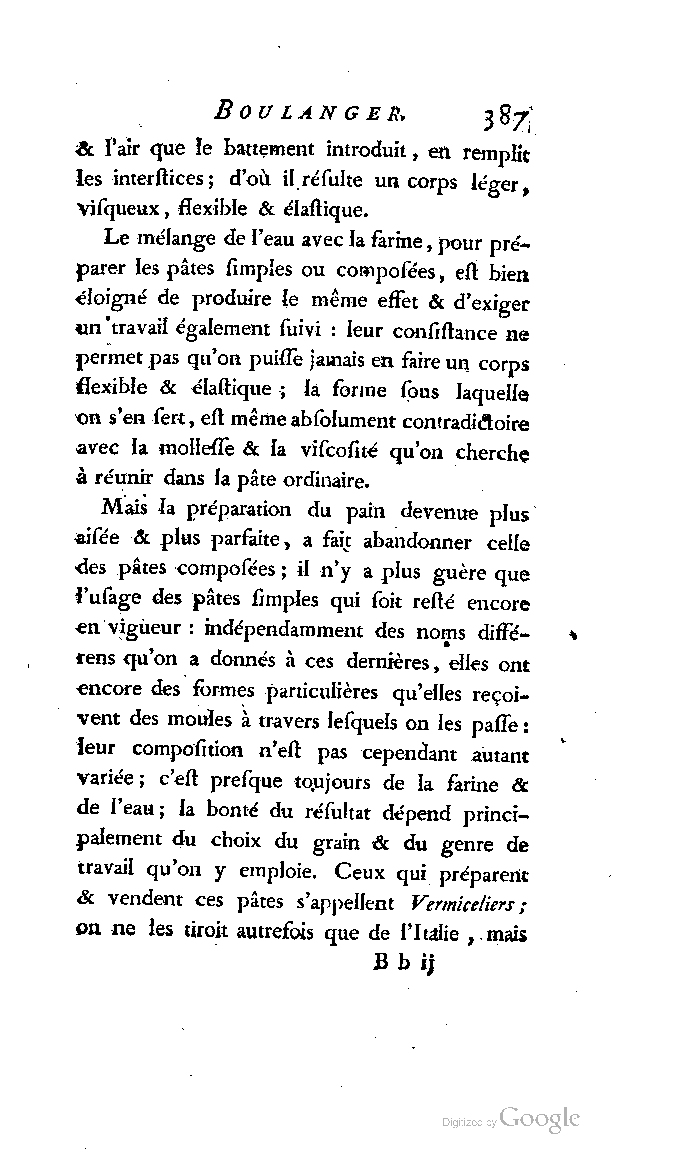 BOULANGER. 387
& l'air que le battement introduit, en remplit
les interſtices; d'où il réſulte un corps léger,
viſqueux, flexible & élaſtique.
Le mélange de l'eau avec la farine, pour pré-
parer les pâtes ſimples ou compoſées, eſt bien
éloigné de produire le même effet & d'exiger
un travail également ſuivi : leur conſiſtance ne
permet pas qu'on puiſſe jamais en faire un corps
flexible & élaſtique ; la forme ſous laquelle
on s'en ſert, eſt même abſolument contradictoire
avec la molleſſe & la viſcoſité qu'on cherche
à réunir dans la pâte ordinaire.
Mais la préparation du pain devenue plus
aiſée & plus parfaite, a fait abandonner celle
des pâtes compoſées; il n'y a plus guère que
l'uſage des pâtes ſimples qui ſoit reſté encore
en vigueur : indépendamment des noms diffé-
rens qu'on a donnés à ces dernières, elles ont
encore des formes particulières qu'elles reçoi-
vent des moules à travers leſquels on les paſſe :
leur compoſition n'eſt pas cependant autant
variée; c'eſt preſque toujours de la farine &
de l'eau; la bonté du réſultat dépend princi-
palement du choix du grain & du genre de
travail qu'on y emploie. Ceux qui préparent
& vendent ces pâtes s'appellent Vermiceliers;
on ne les tiroit autrefois que de l'Italie, mais
B b ij
Digitized by Google